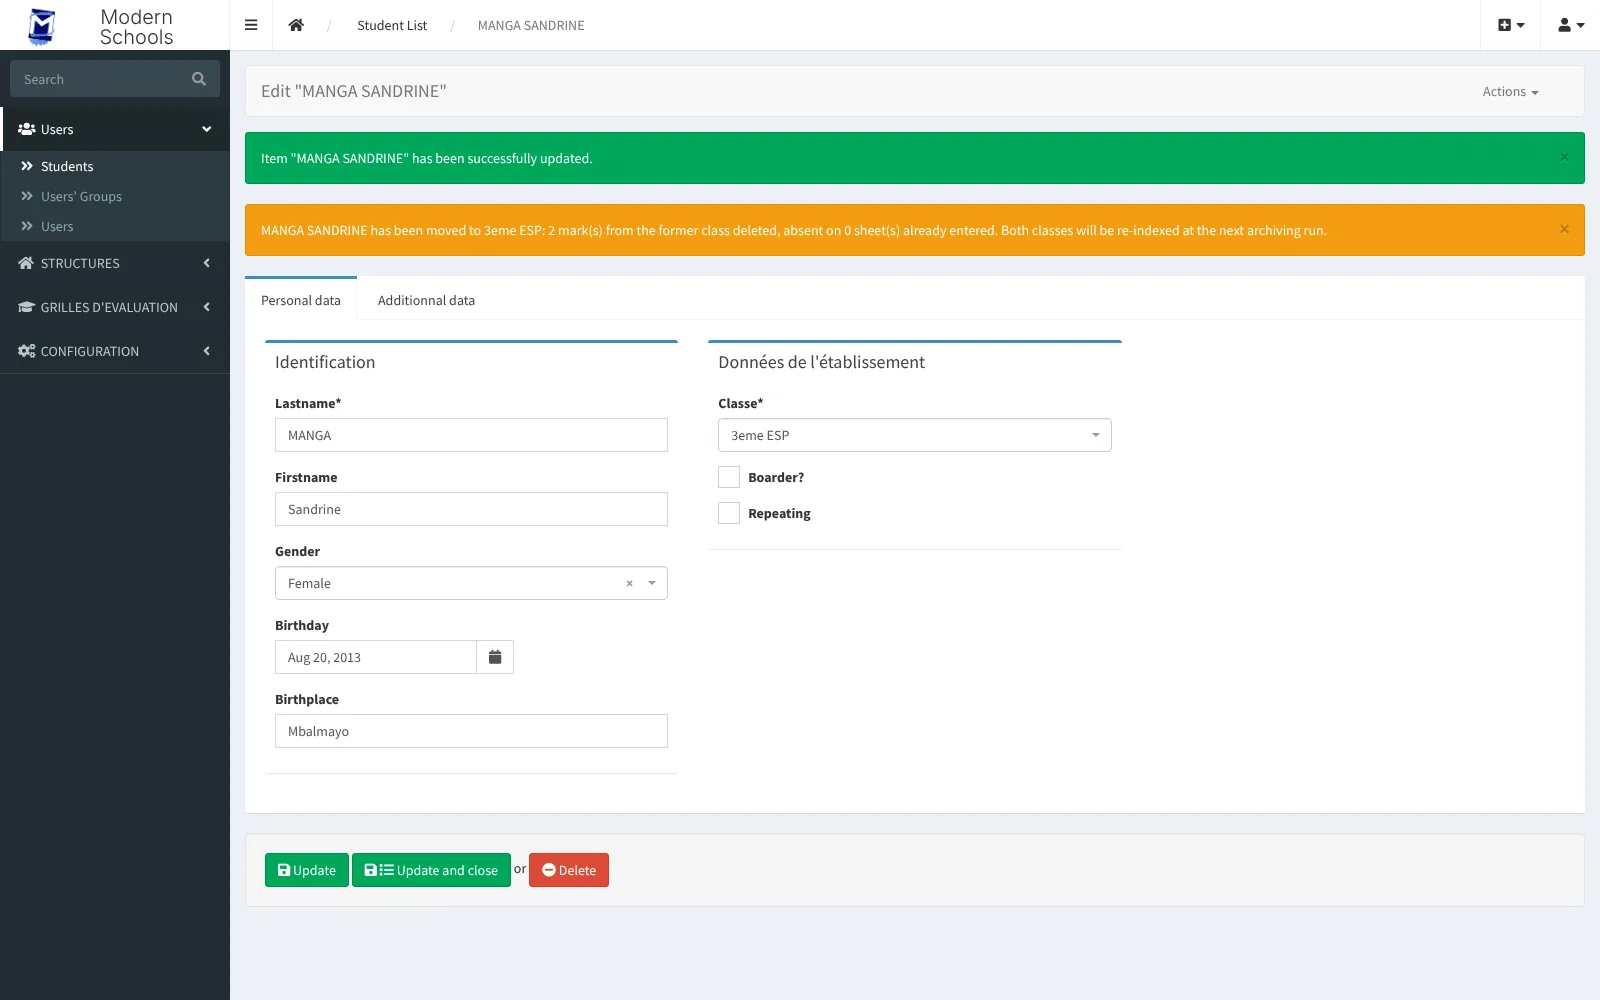 Modern
Schools
/ Student List / MANGA SANDRINE
Search
Users
Students
Users' Groups
Users
STRUCTURES
GRILLES D'EVALUATION
CONFIGURATION
Edit "MANGA SANDRINE"
Actions
Item "MANGA SANDRINE" has been successfully updated.
×
MANGA SANDRINE has been moved to 3eme ESP: 2 mark(s) from the former class deleted, absent on 0 sheet(s) already entered. Both classes will be re-indexed at the next archiving run.
×
Personal data
Additionnal data
Identification
Lastname*
MANGA
Firstname
Sandrine
Gender
Female ×
Birthday
Aug 20, 2013
Birthplace
Mbalmayo
Données de l'établissement
Classe*
3eme ESP
Boarder?
Repeating
Update
Update and close
or
Delete